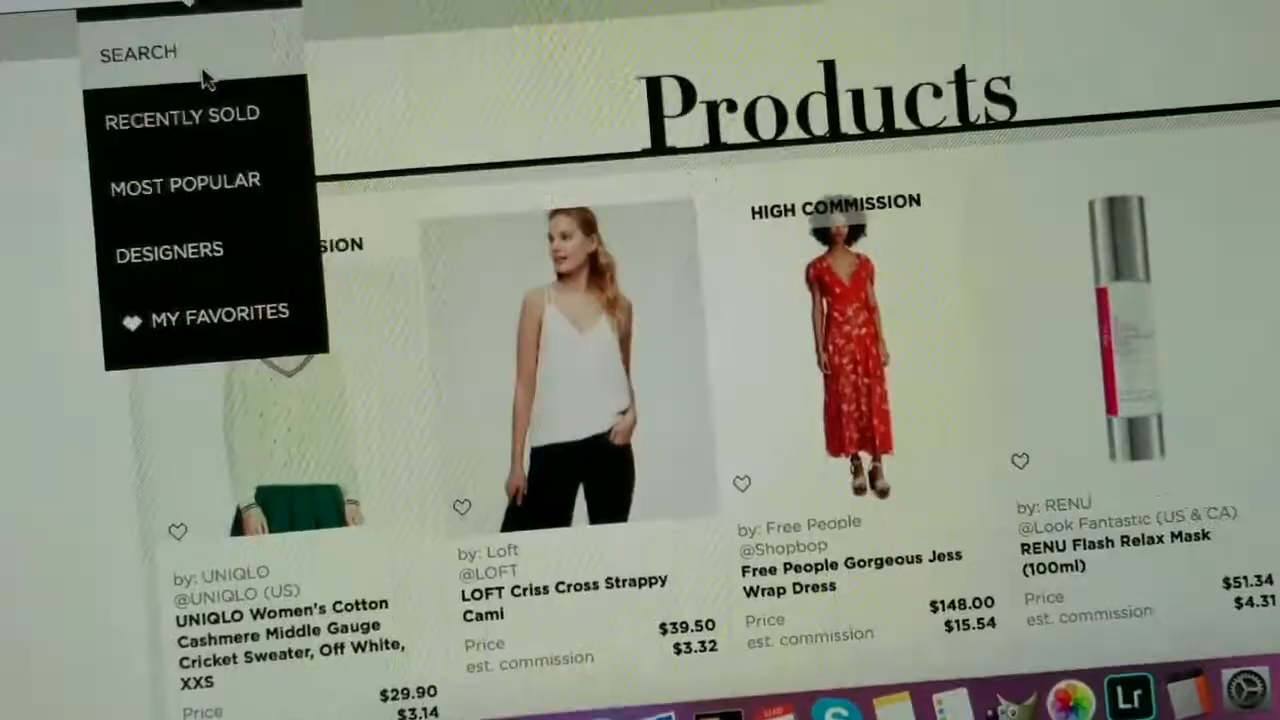 SEARCH
RECENTLY SOLD
MOST POPULAR
DESIGNERS
MY FAVORITES
Products
SION
HIGH COMMISSION
by: UNIQLO
@UNIQLO (US)
UNIQLO Women's Cotton
Cashmere Middle Gauge
Cricket Sweater, Off White,
XXS
Price
$29.90
$3.14
by: Loft
@LOFT
LOFT Criss Cross Strappy
Cami
Price
$39.50
est. commission
$3.32
by: Free People
@Shopbop
Free People Gorgeous Jess
Wrap Dress
Price
$148.00
est. commission
$15.54
by: RENU
@Look Fantastic (US & CA)
RENU Flash Relax Mask
(100ml)
Price
$51.34
est. commission
$4.31
Lr